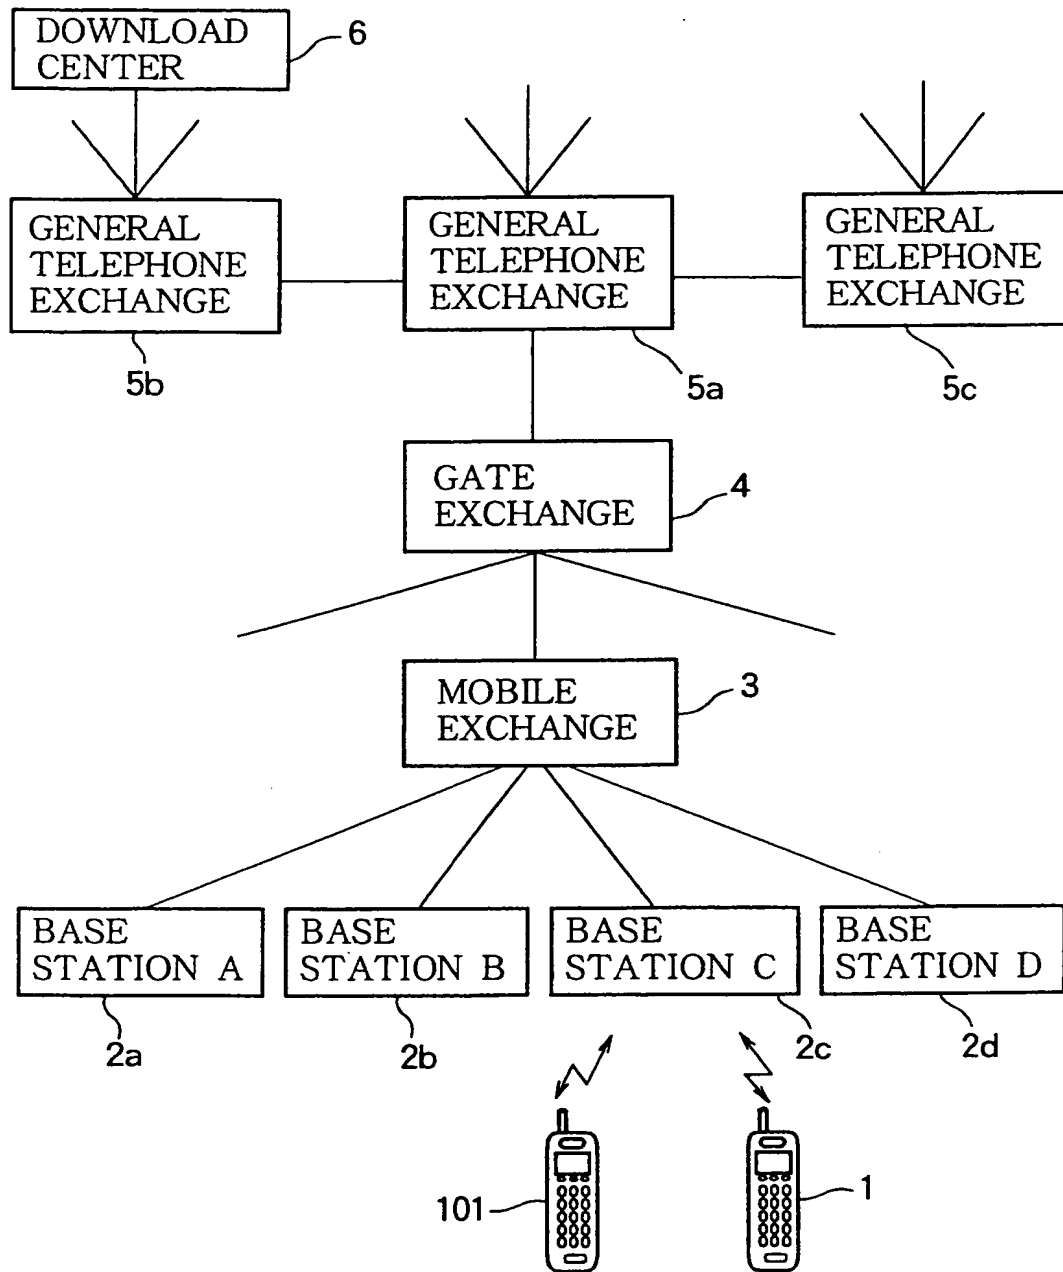 DOWNLOAD
CENTER
6
GENERAL
TELEPHONE
EXCHANGE
5b
GENERAL
TELEPHONE
EXCHANGE
5a
GENERAL
TELEPHONE
EXCHANGE
5c
GATE
EXCHANGE
4
MOBILE
EXCHANGE
3
BASE
STATION A
2a
BASE
STATION B
2b
BASE
STATION C
2c
BASE
STATION D
2d
101
1